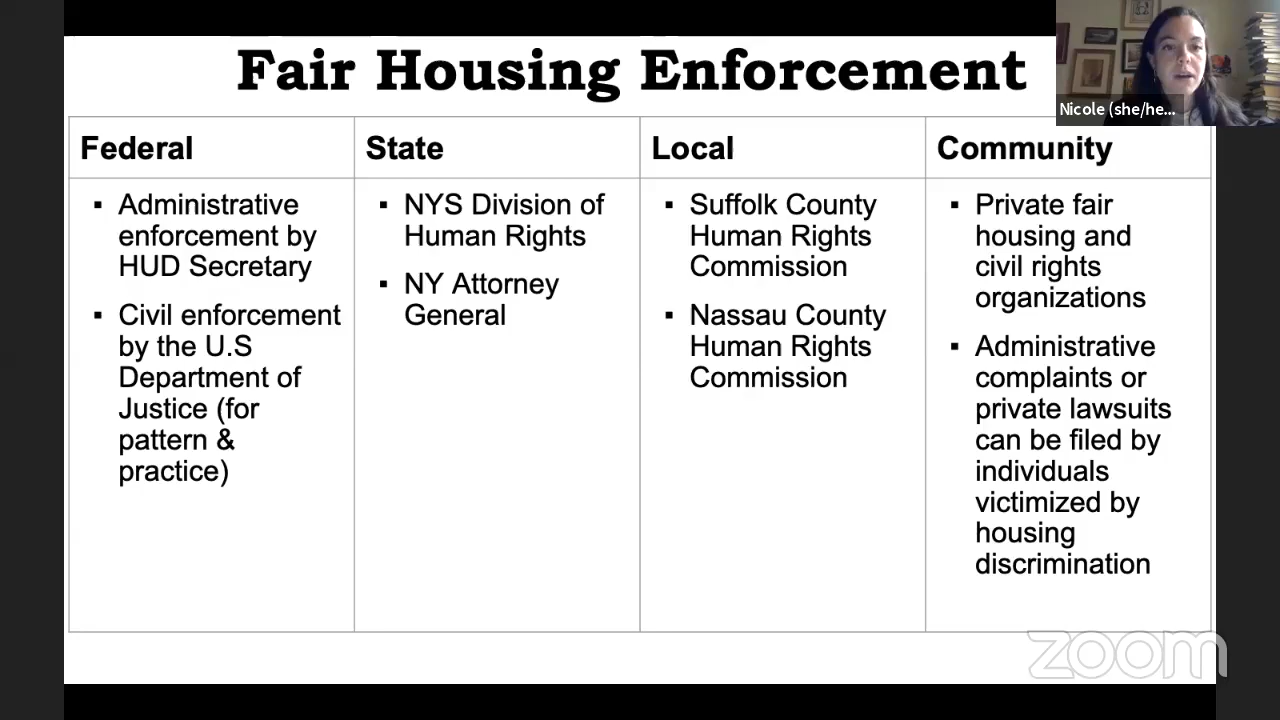 Fair Housing Enforcement
Nicole (she/he...
Federal
▪ Administrative
enforcement by
HUD Secretary
▪ Civil enforcement
by the U.S
Department of
Justice (for
pattern &
practice)
State
▪ NYS Division of
Human Rights
▪ NY Attorney
General
Local
▪ Suffolk County
Human Rights
Commission
▪ Nassau County
Human Rights
Commission
Community
▪ Private fair
housing and
civil rights
organizations
▪ Administrative
complaints or
private lawsuits
can be filed by
individuals
victimized by
housing
discrimination
zoom